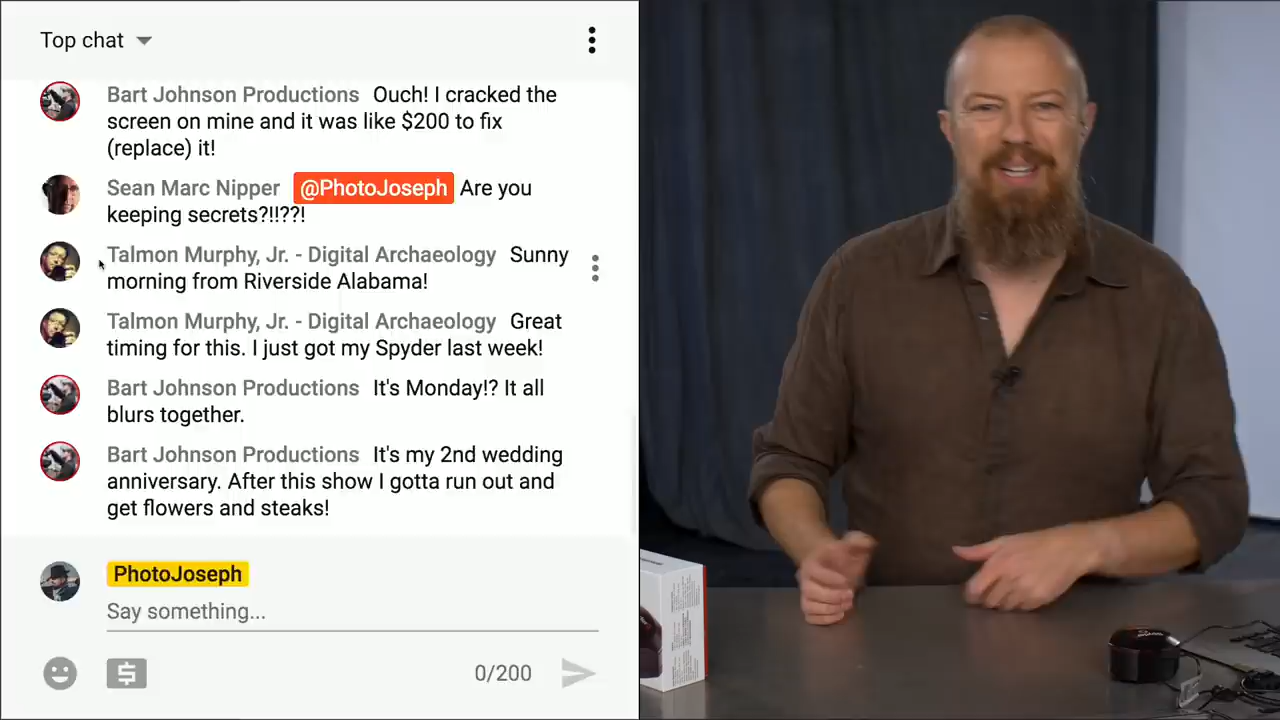 Top chat
Bart Johnson Productions Ouch! I cracked the
screen on mine and it was like $200 to fix
(replace) it!
Sean Marc Nipper @PhotoJoseph Are you
keeping secrets?!!??!
Talmon Murphy, Jr. - Digital Archaeology Sunny
morning from Riverside Alabama!
Talmon Murphy, Jr. - Digital Archaeology Great
timing for this. I just got my Spyder last week!
Bart Johnson Productions It's Monday!? It all
blurs together.
Bart Johnson Productions It's my 2nd wedding
anniversary. After this show I gotta run out and
get flowers and steaks!
PhotoJoseph
Say something...
$
0/200